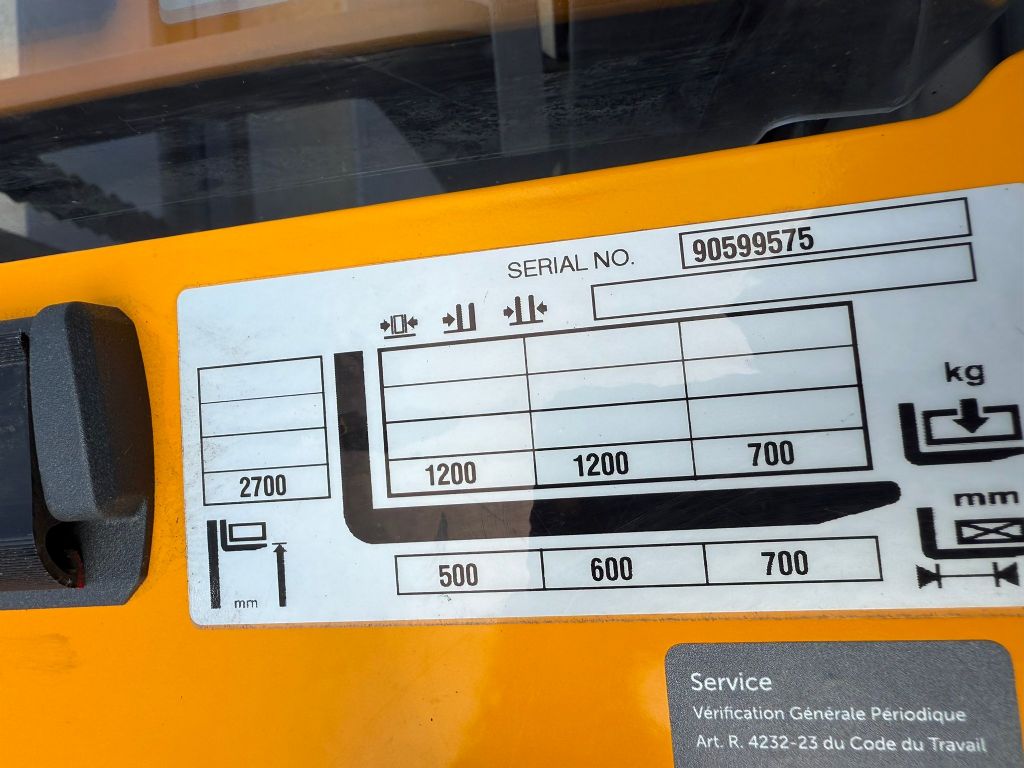 SERIAL NO. 90599575
kg
2700 1200 1200 700
mm
mm
500 600 700
Service
Vérification Générale Périodique
Art. R. 4232-23 du Code du Travail